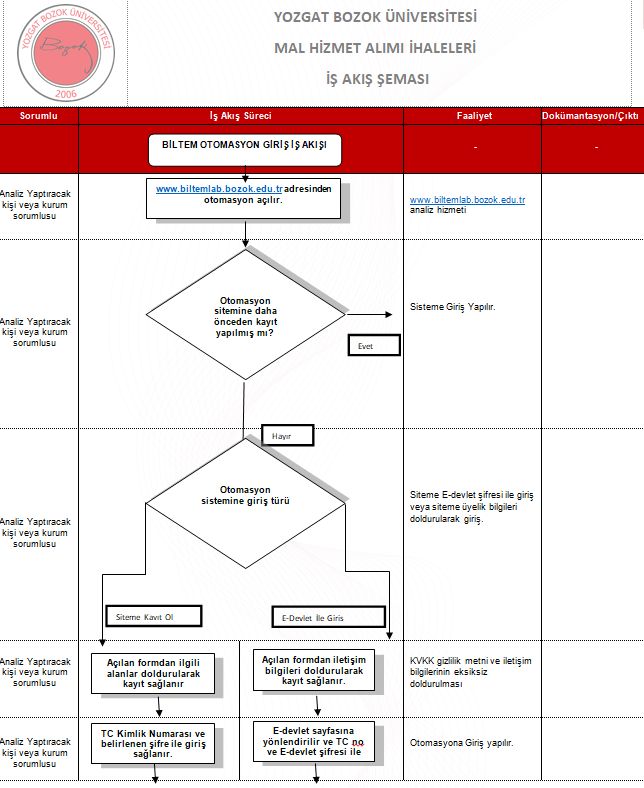 YOZGAT BOZOK ÜNİVERSİTESİ
YOZGAT BOZOK ÜNİVERSİTESİ
Bozok
2006
MAL HİZMET ALIMI İHALELERİ
İŞ AKIŞ ŞEMASI
Sorumlu İş Akış Süreci Faaliyet Dokümantasyon/Çıktı
BİLTEM OTOMASYON GİRİŞ İŞ AKIŞI - -
Analiz Yaptıracak
kişi veya kurum
sorumlusu
www.biltemlab.bozok.edu.tr adresinden
otomasyon açılır.
www.biltemlab.bozok.edu.tr
analiz hizmeti
Analiz Yaptıracak
kişi veya kurum
sorumlusu
Otomasyon
sitemine daha
önceden kayıt
yapılmış mı?
Evet
Sisteme Giriş Yapılır.
Hayır
Analiz Yaptıracak
kişi veya kurum
sorumlusu
Otomasyon
sistemine giriş türü
Siteme E-devlet şifresi ile giriş
veya siteme üyelik bilgileri
doldurularak giriş.
Siteme Kavıt Ol
E-Devlet İle Giris
Analiz Yaptıracak
kişi veya kurum
sorumlusu
Açılan formdan ilgili
alanlar doldurularak
kayıt sağlanır
Açılan formdan iletişim
bilgileri doldurularak
kayıt sağlanır.
KVKK gizlilik metni ve iletişim
bilgilerinin eksiksiz
doldurulması
Analiz Yaptıracak
kişi veya kurum
sorumlusu
TC Kimlik Numarası ve
belirlenen şifre ile giriş
sağlanır.
E-devlet sayfasına
yönlendirilir ve TC no
ve E-devlet şifresi ile
Otomasyona Giriş yapılır.